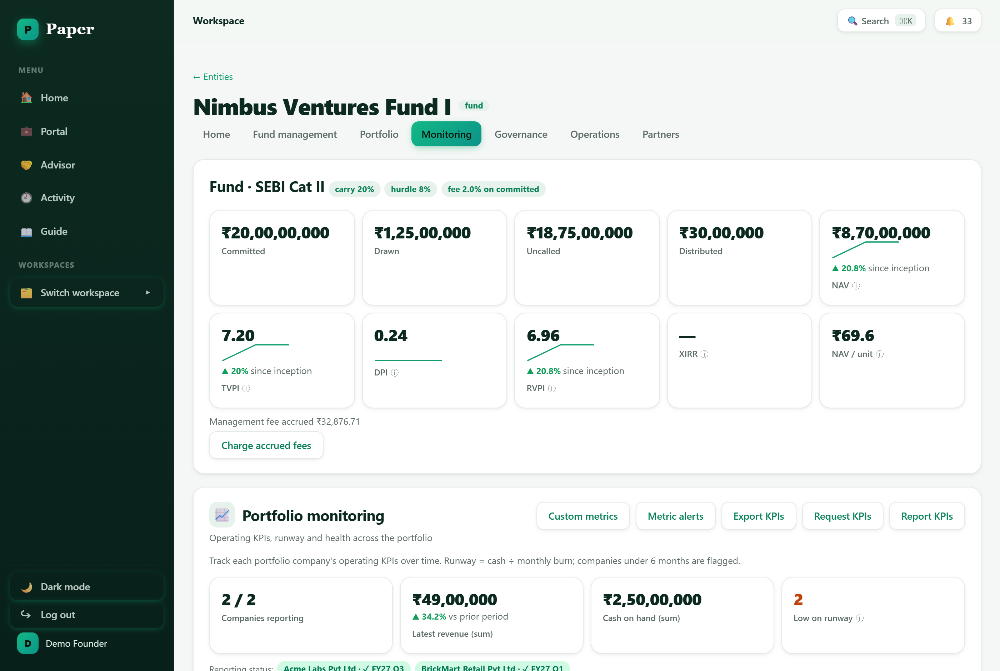 P Paper
MENU
Home
Portal
Advisor
Activity
Guide
WORKSPACES
Switch workspace
Dark mode
Log out
D Demo Founder
Workspace
Search ⌘K
33
← Entities
Nimbus Ventures Fund I fund
Home Fund management Portfolio Monitoring Governance Operations Partners
Fund · SEBI Cat II carry 20% hurdle 8% fee 2.0% on committed
₹20,00,00,000
Committed
₹1,25,00,000
Drawn
₹18,75,00,000
Uncalled
₹30,00,000
Distributed
₹8,70,00,000
▲ 20.8% since inception
NAV ⓘ
7.20
▲ 20% since inception
TVPI ⓘ
0.24
DPI ⓘ
6.96
▲ 20.8% since inception
RVPI ⓘ
—
XIRR ⓘ
₹69.6
NAV / unit ⓘ
Management fee accrued ₹32,876.71
Charge accrued fees
Portfolio monitoring
Custom metrics Metric alerts Export KPIs Request KPIs Report KPIs
Operating KPIs, runway and health across the portfolio
Track each portfolio company's operating KPIs over time. Runway = cash ÷ monthly burn; companies under 6 months are flagged.
2 / 2
Companies reporting
₹49,00,000
▲ 34.2% vs prior period
Latest revenue (sum)
₹2,50,00,000
Cash on hand (sum)
2
Low on runway ⓘ
Reporting status: Acme Labs Pvt Ltd · ✓ FY27 Q3 BrickMart Retail Pvt Ltd · ✓ FY27 Q1